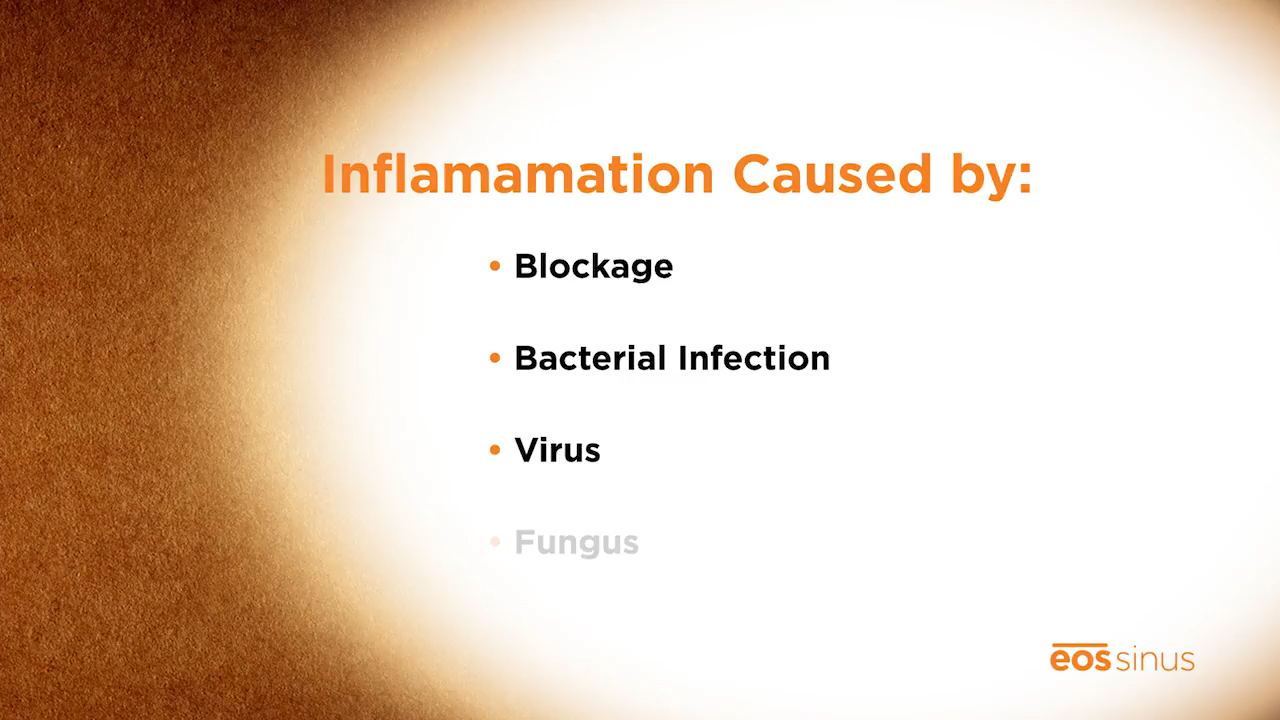 Inflamamation Caused by:
• Blockage
• Bacterial Infection
• Virus
• Fungus
eos sinus